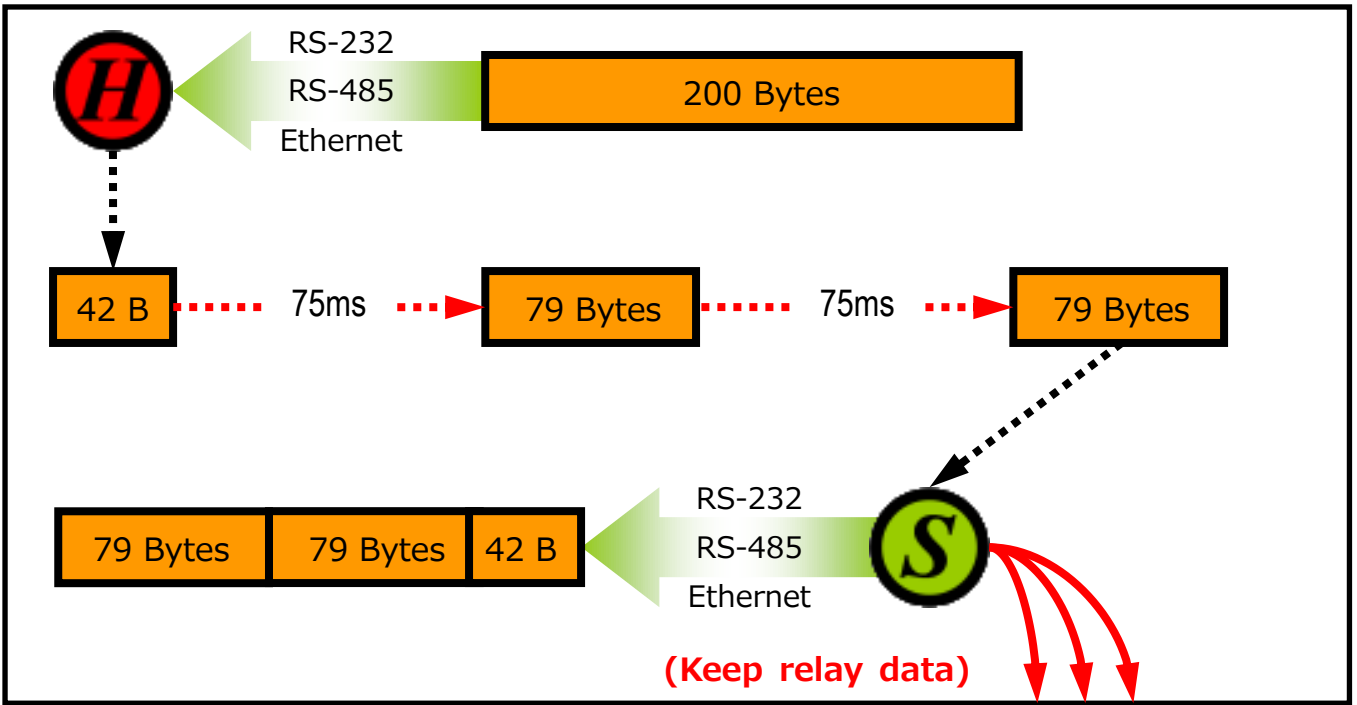 H
RS-232
RS-485
Ethernet
200 Bytes
42 B
75ms
79 Bytes
75ms
79 Bytes
79 Bytes
79 Bytes
42 B
RS-232
RS-485
Ethernet
S
(Keep relay data)